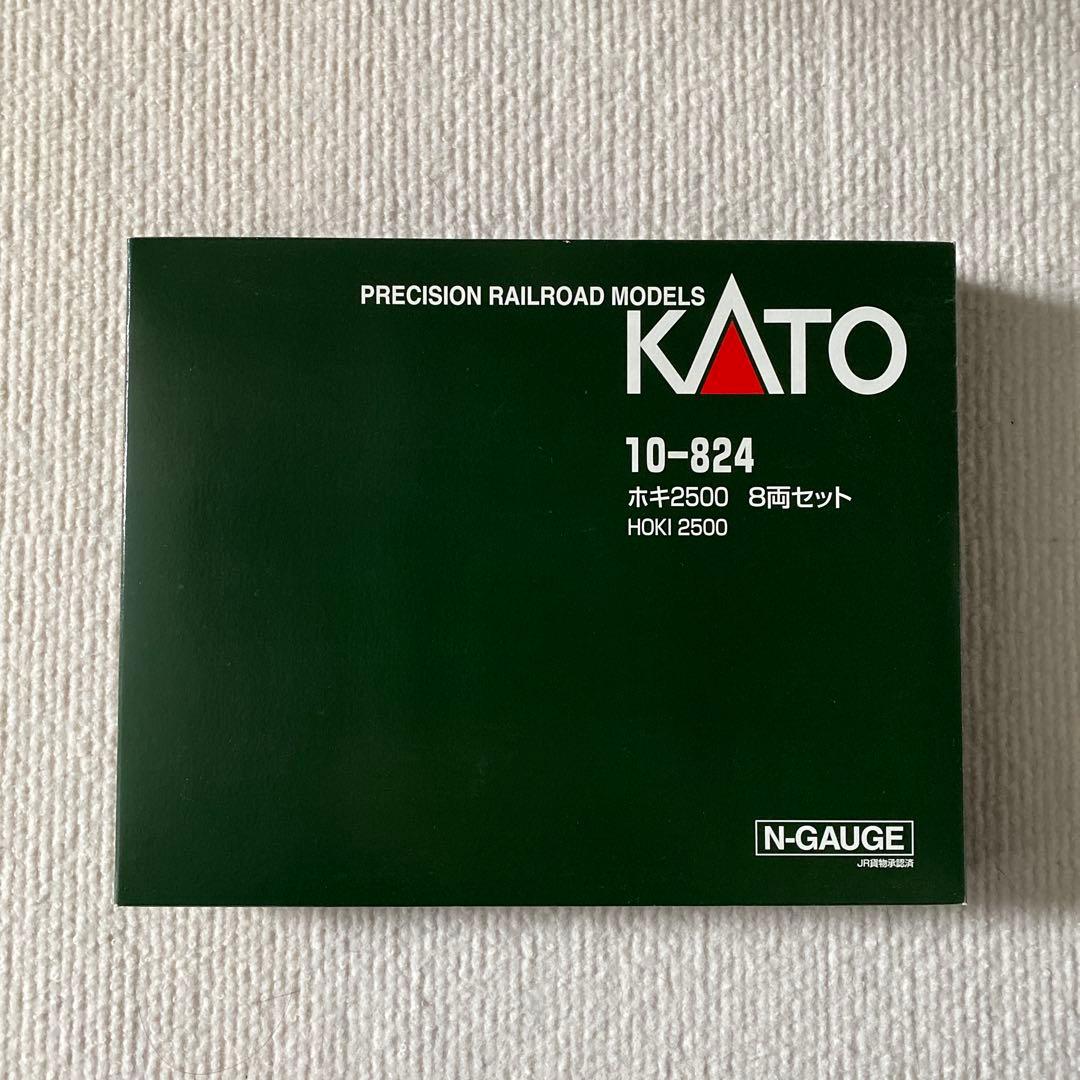 PRECISION RAILROAD MODELS
KATO
10-824
ホキ2500 8両セット
HOKI 2500
N-GAUGE
JR貨物承認済